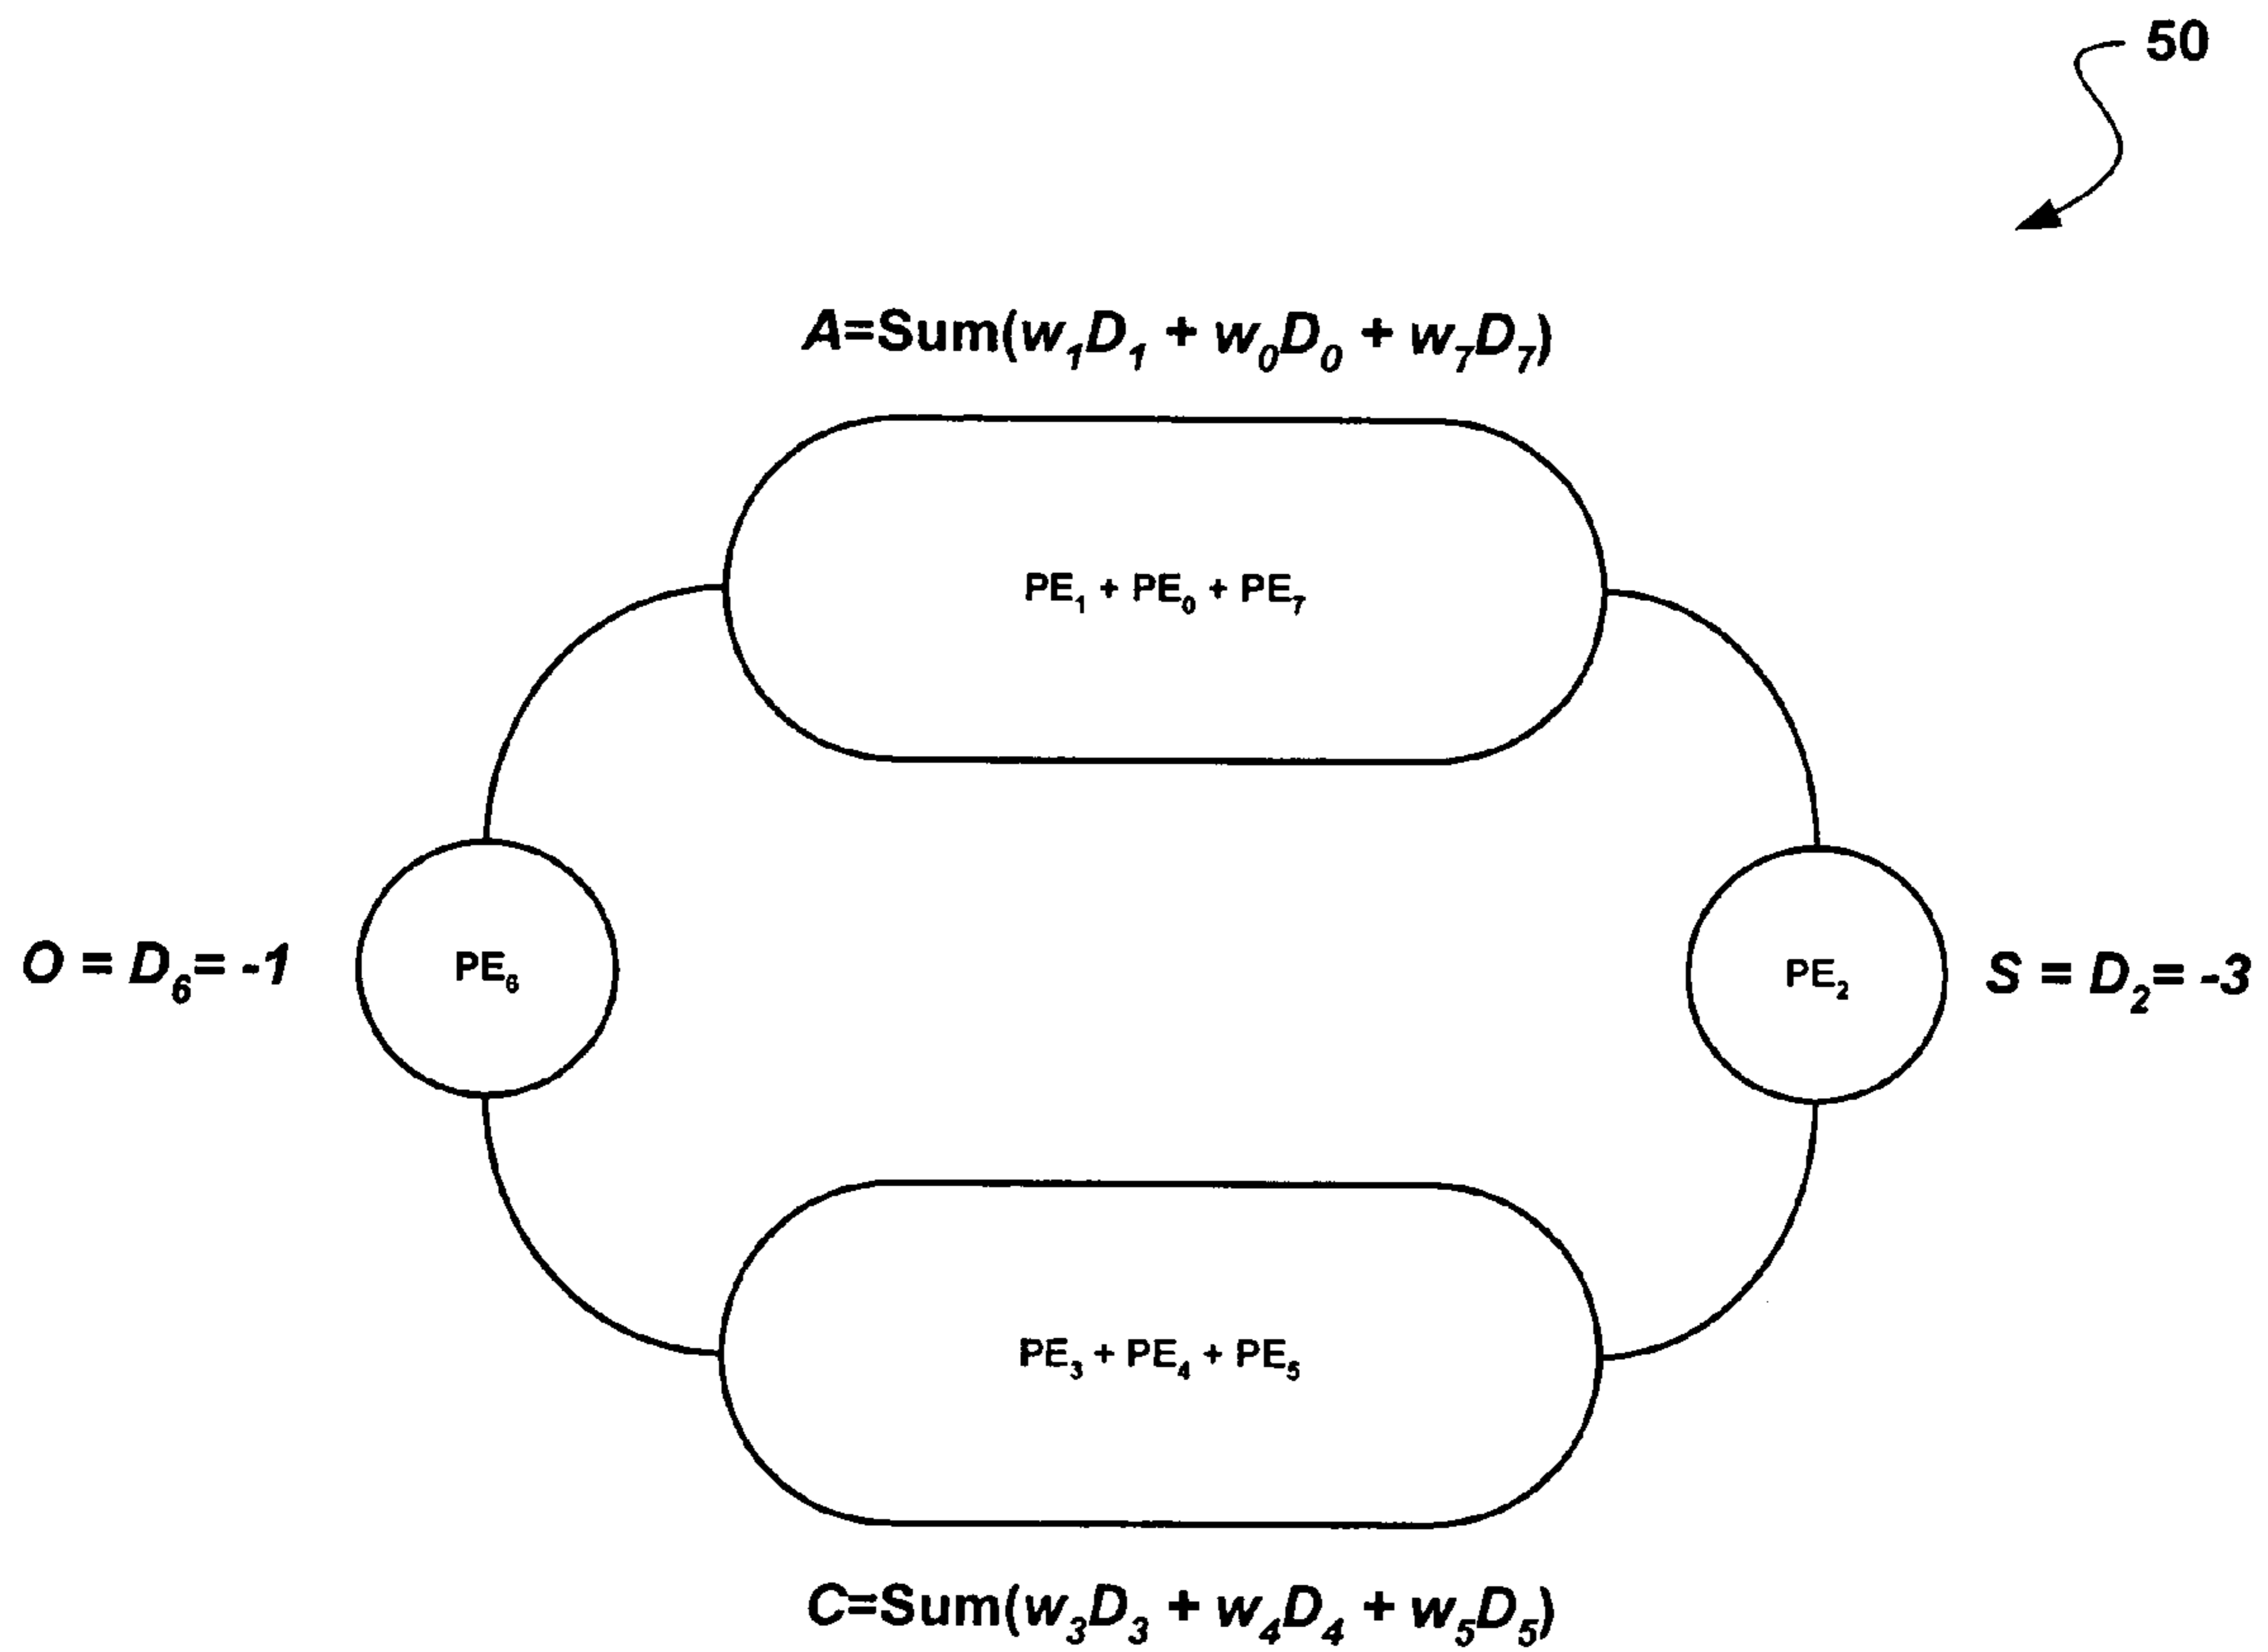 50
A=Sum(w₁D₁ + w₀D₀ + w₇D₇)
PE₁ + PE₀ + PE₇
O = D₆= -1
PE₆
PE₂
S = D₂= -3
PE₃ + PE₄ + PE₅
C=Sum(w₃D₃ + w₄D₄ + w₅D₅)